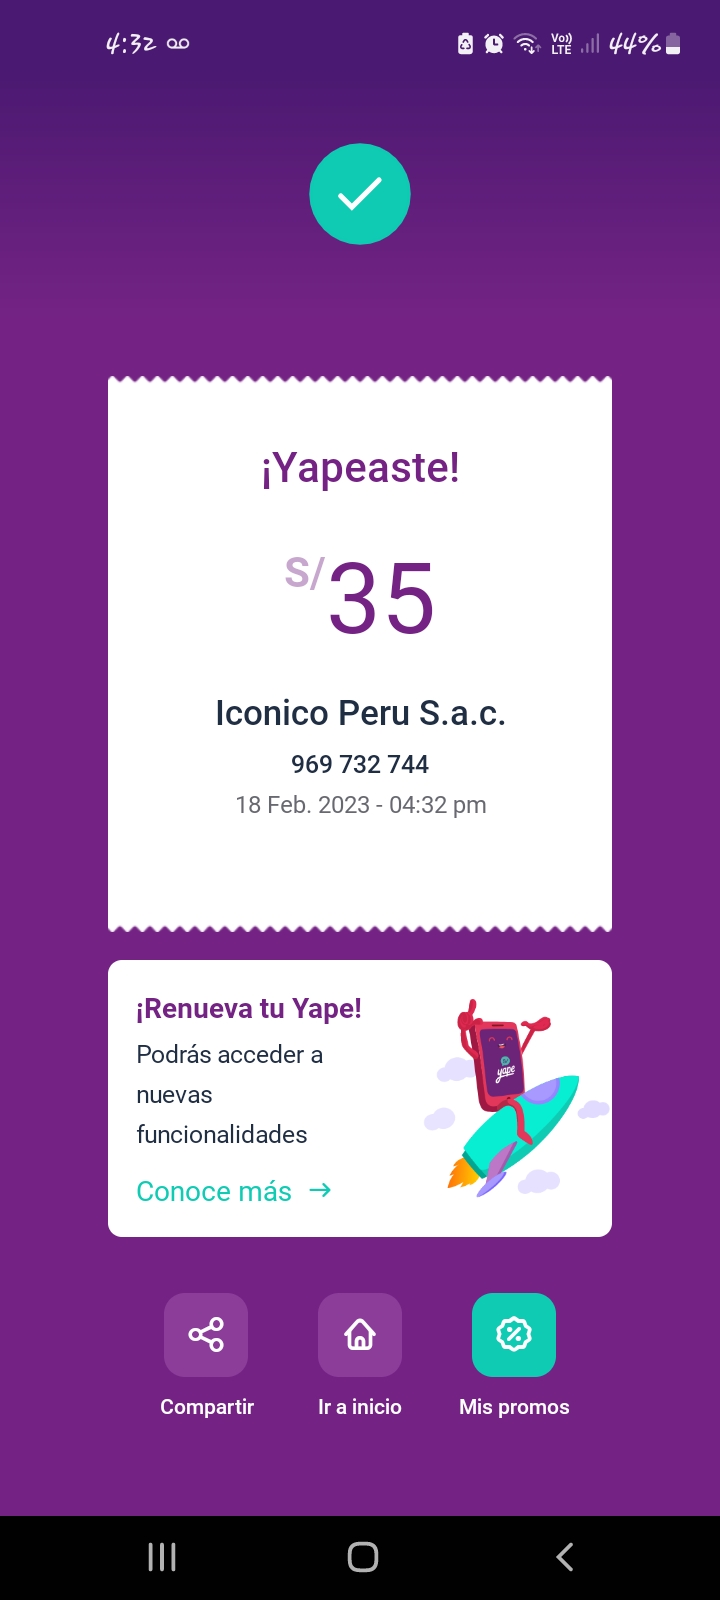 4:32
Vo)) LTE 44%
¡Yapeaste!
S/35
Iconico Peru S.a.c.
969 732 744
18 Feb. 2023 - 04:32 pm
¡Renueva tu Yape!
Podrás acceder a
nuevas
funcionalidades
yape
Conoce más
Compartir Ir a inicio Mis promos